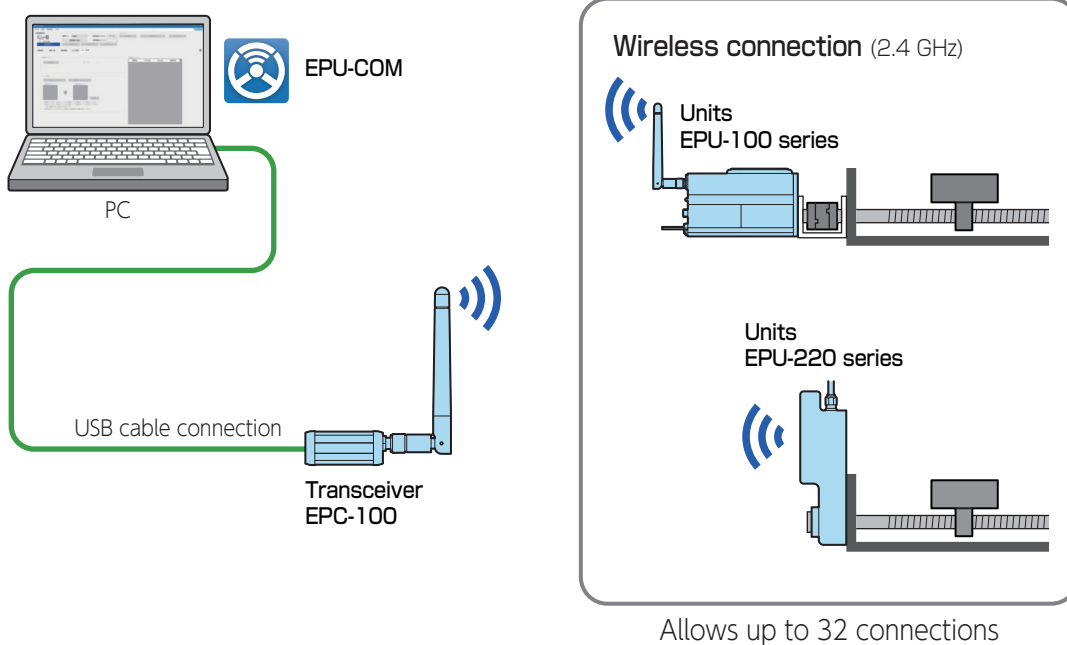 EPU-COM
PC
USB cable connection
Transceiver
EPC-100
Wireless connection (2.4 GHz)
Units
EPU-100 series
Units
EPU-220 series
Allows up to 32 connections